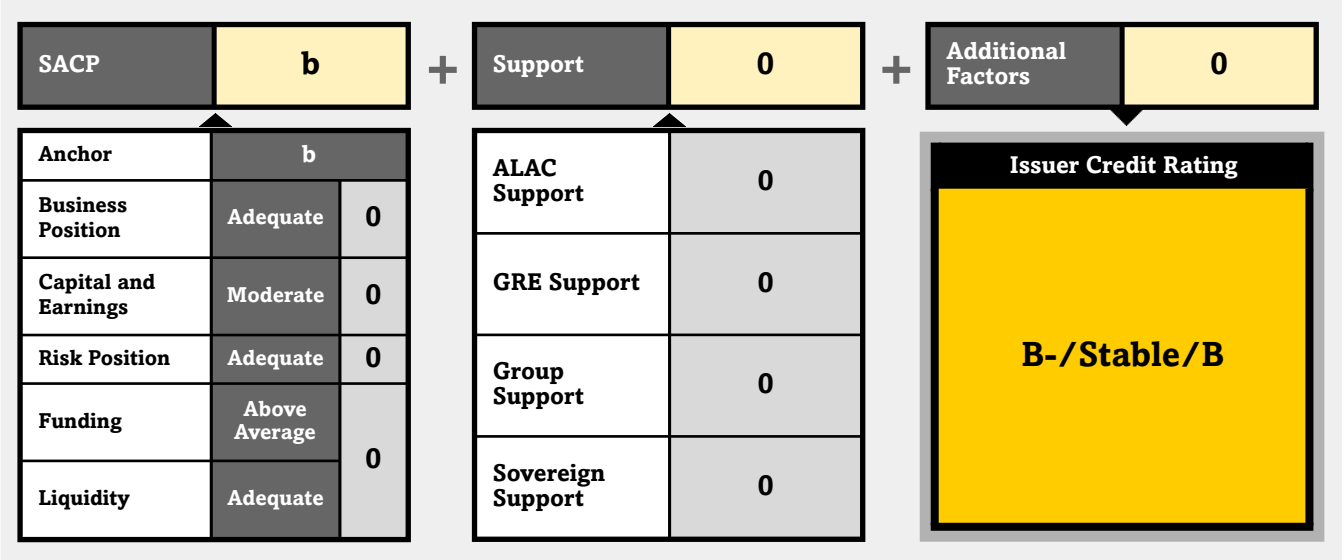 SACP
b
+
Support
0
+
Additional
Factors
0
Anchor
b
Business
Position
Adequate
0
Capital and
Earnings
Moderate
0
Risk Position
Adequate
0
Funding
Above
Average
0
Liquidity
Adequate
ALAC
Support
0
GRE Support
0
Group
Support
0
Sovereign
Support
0
Issuer Credit Rating
B-/Stable/B